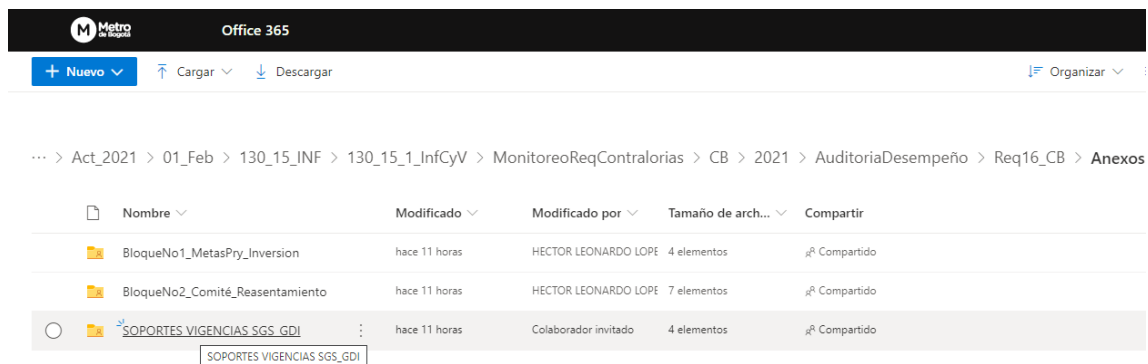 Metro de Bogotá Office 365
+ Nuevo Cargar Descargar Organizar
··· > Act_2021 > 01_Feb > 130_15_INF > 130_15_1_InfCyV > MonitoreoReqContralorias > CB > 2021 > AuditoriaDesempeño > Req16_CB > Anexos
Nombre Modificado Modificado por Tamaño de arch... Compartir
BloqueNo1_MetasPry_Inversion hace 11 horas HECTOR LEONARDO LOPE 4 elementos Compartido
BloqueNo2_Comité_Reasentamiento hace 11 horas HECTOR LEONARDO LOPE 7 elementos Compartido
SOPORTES VIGENCIAS SGS_GDI hace 11 horas Colaborador invitado 4 elementos Compartido
SOPORTES VIGENCIAS SGS_GDI